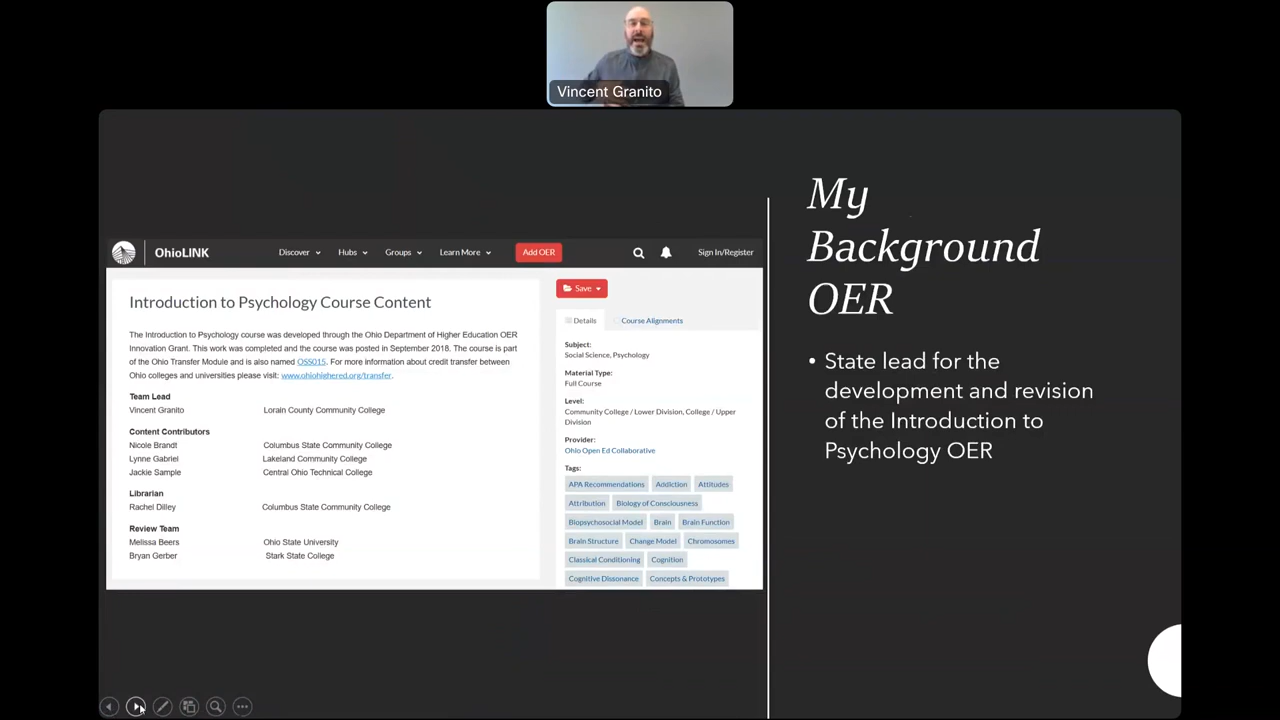 Vincent Granito
My
Background
OER
• State lead for the
development and revision
of the Introduction to
Psychology OER
OhioLINK
Discover
Hubs
Groups
Learn More
Add OER
Sign In/Register
Introduction to Psychology Course Content
The Introduction to Psychology course was developed through the Ohio Department of Higher Education OER
Innovation Grant. This work was completed and the course was posted in September 2018. The course is part
of the Ohio Transfer Module and is also named OSS015. For more information about credit transfer between
Ohio colleges and universities please visit: www.ohiohighered.org/transfer.
Team Lead
Vincent Granito Lorain County Community College
Content Contributors
Nicole Brandt Columbus State Community College
Lynne Gabriel Lakeland Community College
Jackie Sample Central Ohio Technical College
Librarian
Rachel Dilley Columbus State Community College
Review Team
Melissa Beers Ohio State University
Bryan Gerber Stark State College
Save
Details Course Alignments
Subject:
Social Science, Psychology
Material Type:
Full Course
Level:
Community College / Lower Division, College / Upper
Division
Provider:
Ohio Open Ed Collaborative
Tags:
APA Recommendations Addiction Attitudes
Attribution Biology of Consciousness
Biopsychosocial Model Brain Brain Function
Brain Structure Change Model Chromosomes
Classical Conditioning Cognition
Cognitive Dissonance Concepts & Prototypes